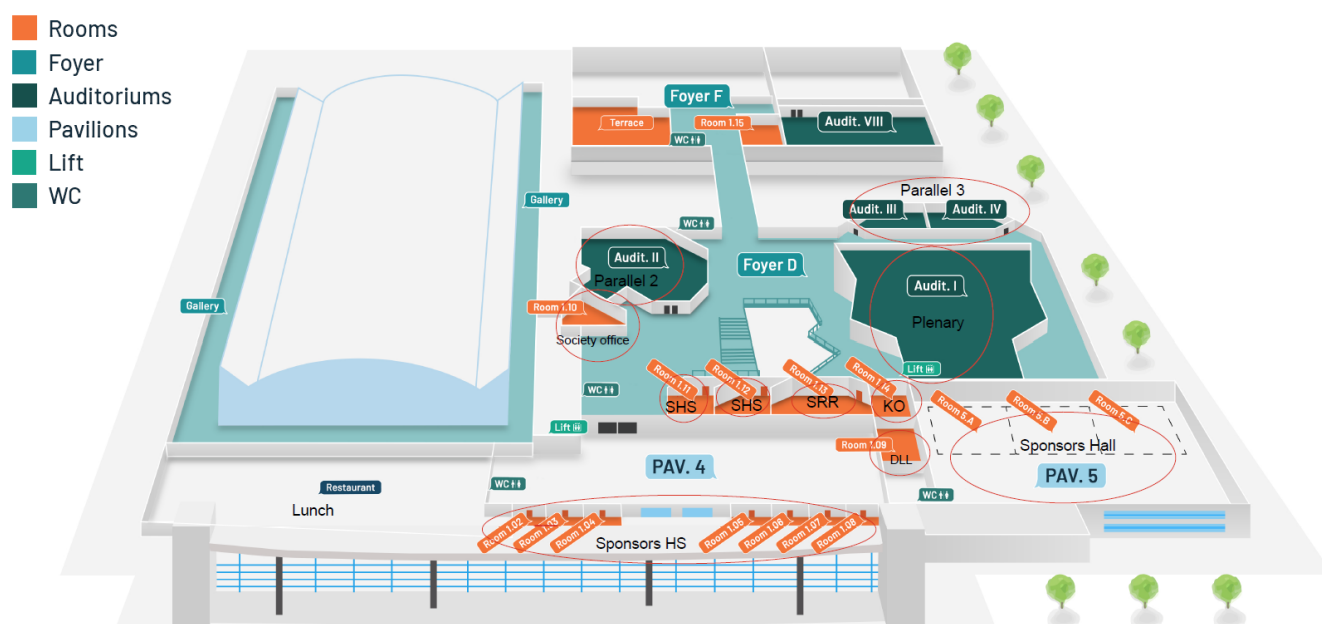 Rooms
Foyer
Auditoriums
Pavilions
Lift
WC
Foyer F
Terrace
Room 1.15
Audit. VIII
WC
Parallel 3
Gallery
Audit. III
Audit. IV
WC
Audit. II
Foyer D
Parallel 2
Audit. I
Gallery
Room 1.10
Plenary
Society office
Lift
Room 1.11
Room 1.12
Room 1.13
Room 1.14
WC
SHS
SHS
SRR
KO
Room 5.A
Room 5.B
Room 5.C
Lift
Room 1.09
DLL
Sponsors Hall
PAV. 4
PAV. 5
Restaurant
WC
WC
Lunch
Room 1.02
Room 1.03
Room 1.04
Room 1.05
Room 1.06
Room 1.07
Room 1.08
Sponsors HS